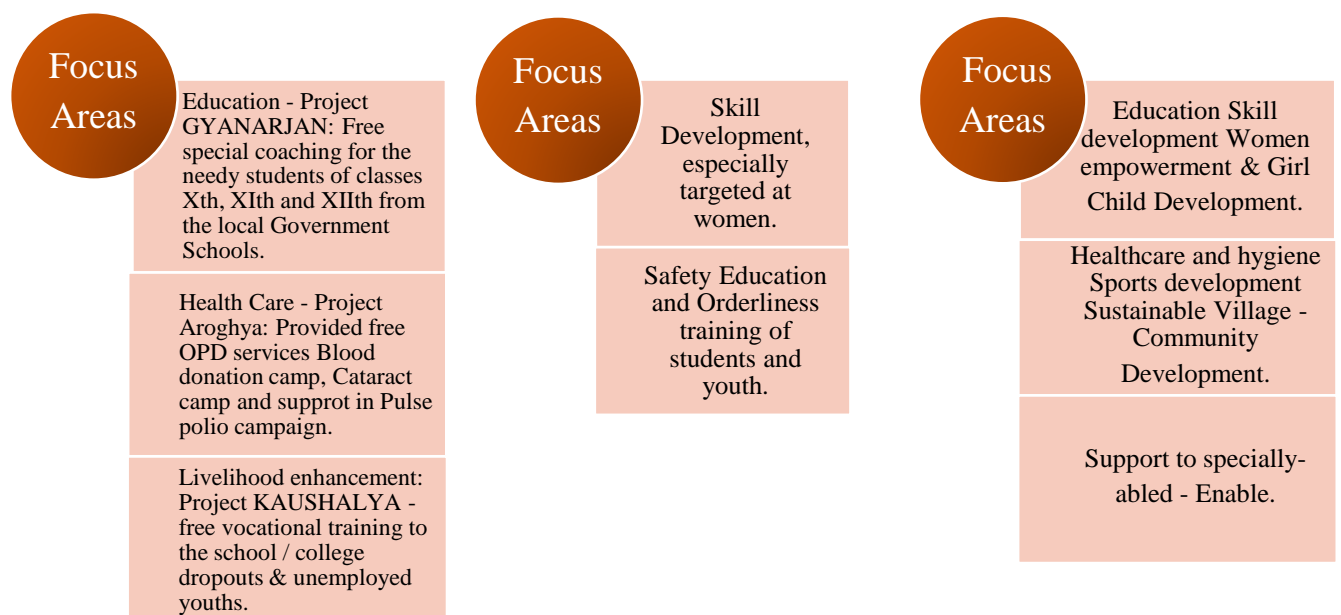 Focus
Areas
Education - Project
GYANARJAN: Free
special coaching for the
needy students of classes
Xth, XIth and XIIth from
the local Government
Schools.
Health Care - Project
Aroghya: Provided free
OPD services Blood
donation camp, Cataract
camp and supprot in Pulse
polio campaign.
Livelihood enhancement:
Project KAUSHALYA -
free vocational training to
the school / college
dropouts & unemployed
youths.
Focus
Areas
Skill
Development,
especially
targeted at
women.
Safety Education
and Orderliness
training of
students and
youth.
Focus
Areas
Education Skill
development Women
empowerment & Girl
Child Development.
Healthcare and hygiene
Sports development
Sustainable Village -
Community
Development.
Support to specially-
abled - Enable.